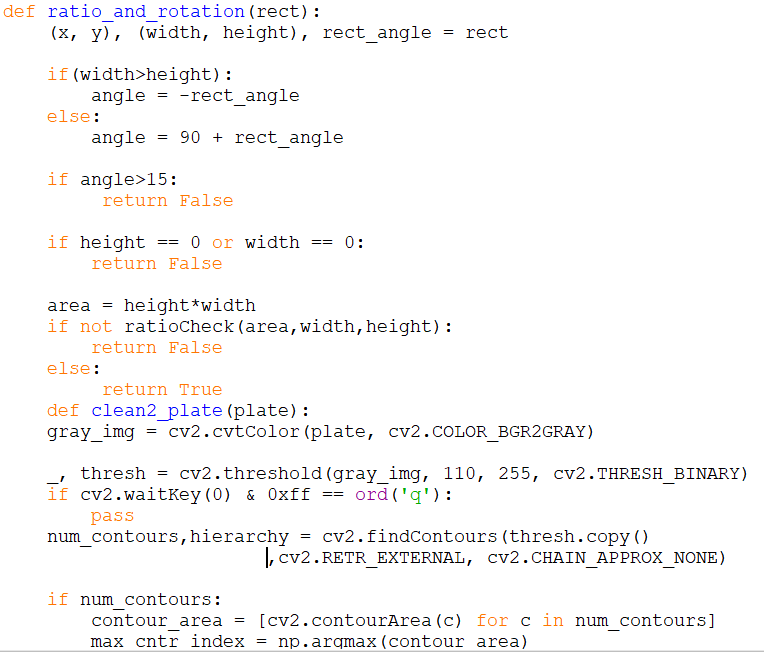 def ratio_and_rotation(rect):
    (x, y), (width, height), rect_angle = rect

    if(width>height):
        angle = -rect_angle
    else:
        angle = 90 + rect_angle

    if angle>15:
         return False

    if height == 0 or width == 0:
        return False

    area = height*width
    if not ratioCheck(area,width,height):
        return False
    else:
         return True
    def clean2_plate(plate):
    gray_img = cv2.cvtColor(plate, cv2.COLOR_BGR2GRAY)

    _, thresh = cv2.threshold(gray_img, 110, 255, cv2.THRESH_BINARY)
    if cv2.waitKey(0) & 0xff == ord('q'):
        pass
    num_contours,hierarchy = cv2.findContours(thresh.copy()
                        ,cv2.RETR_EXTERNAL, cv2.CHAIN_APPROX_NONE)

    if num_contours:
        contour_area = [cv2.contourArea(c) for c in num_contours]
        max_cntr_index = np.argmax(contour_area)